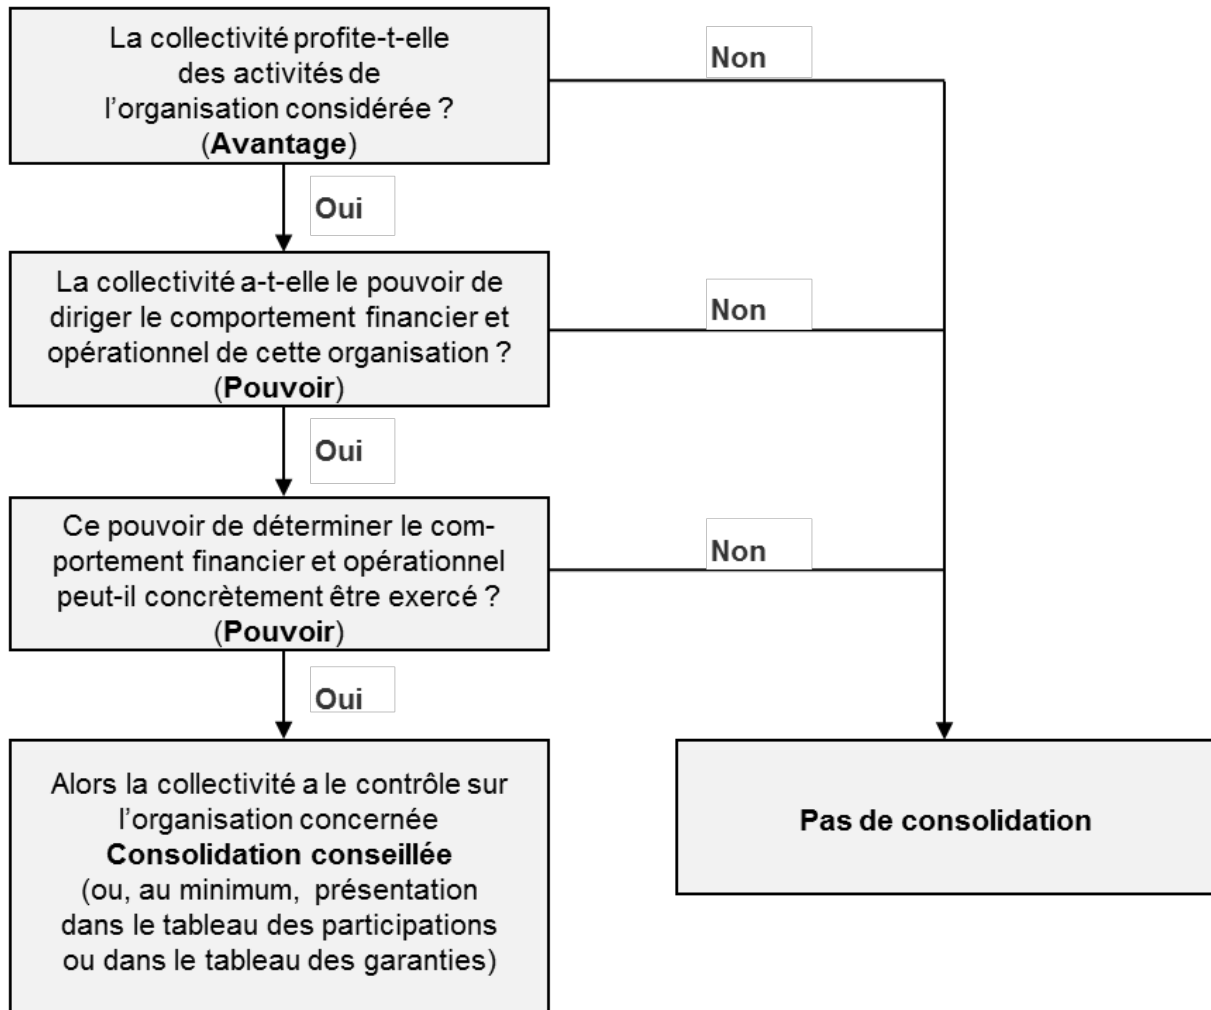 La collectivité profite-t-elle
des activités de
l'organisation considérée ?
(Avantage)
Non
Oui
La collectivité a-t-elle le pouvoir de
diriger le comportement financier et
opérationnel de cette organisation ?
(Pouvoir)
Non
Oui
Ce pouvoir de déterminer le com-
portement financier et opérationnel
peut-il concrètement être exercé ?
(Pouvoir)
Non
Oui
Alors la collectivité a le contrôle sur
l'organisation concernée
Consolidation conseillée
(ou, au minimum, présentation
dans le tableau des participations
ou dans le tableau des garanties)
Pas de consolidation